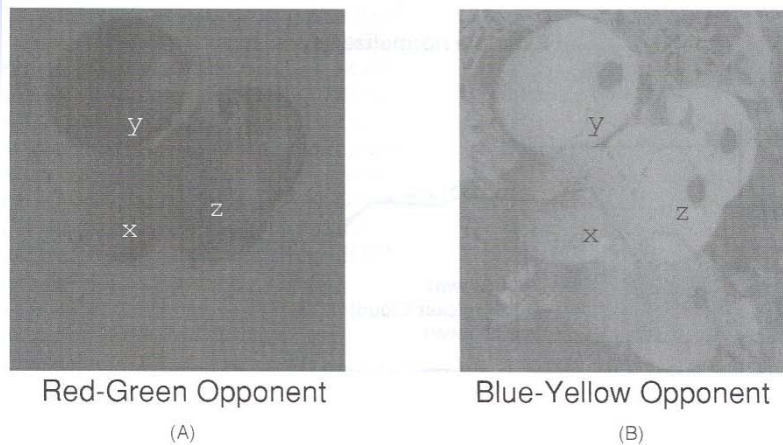 y
z
x
y
z
x
Red-Green Opponent
Blue-Yellow Opponent
(A)
(B)